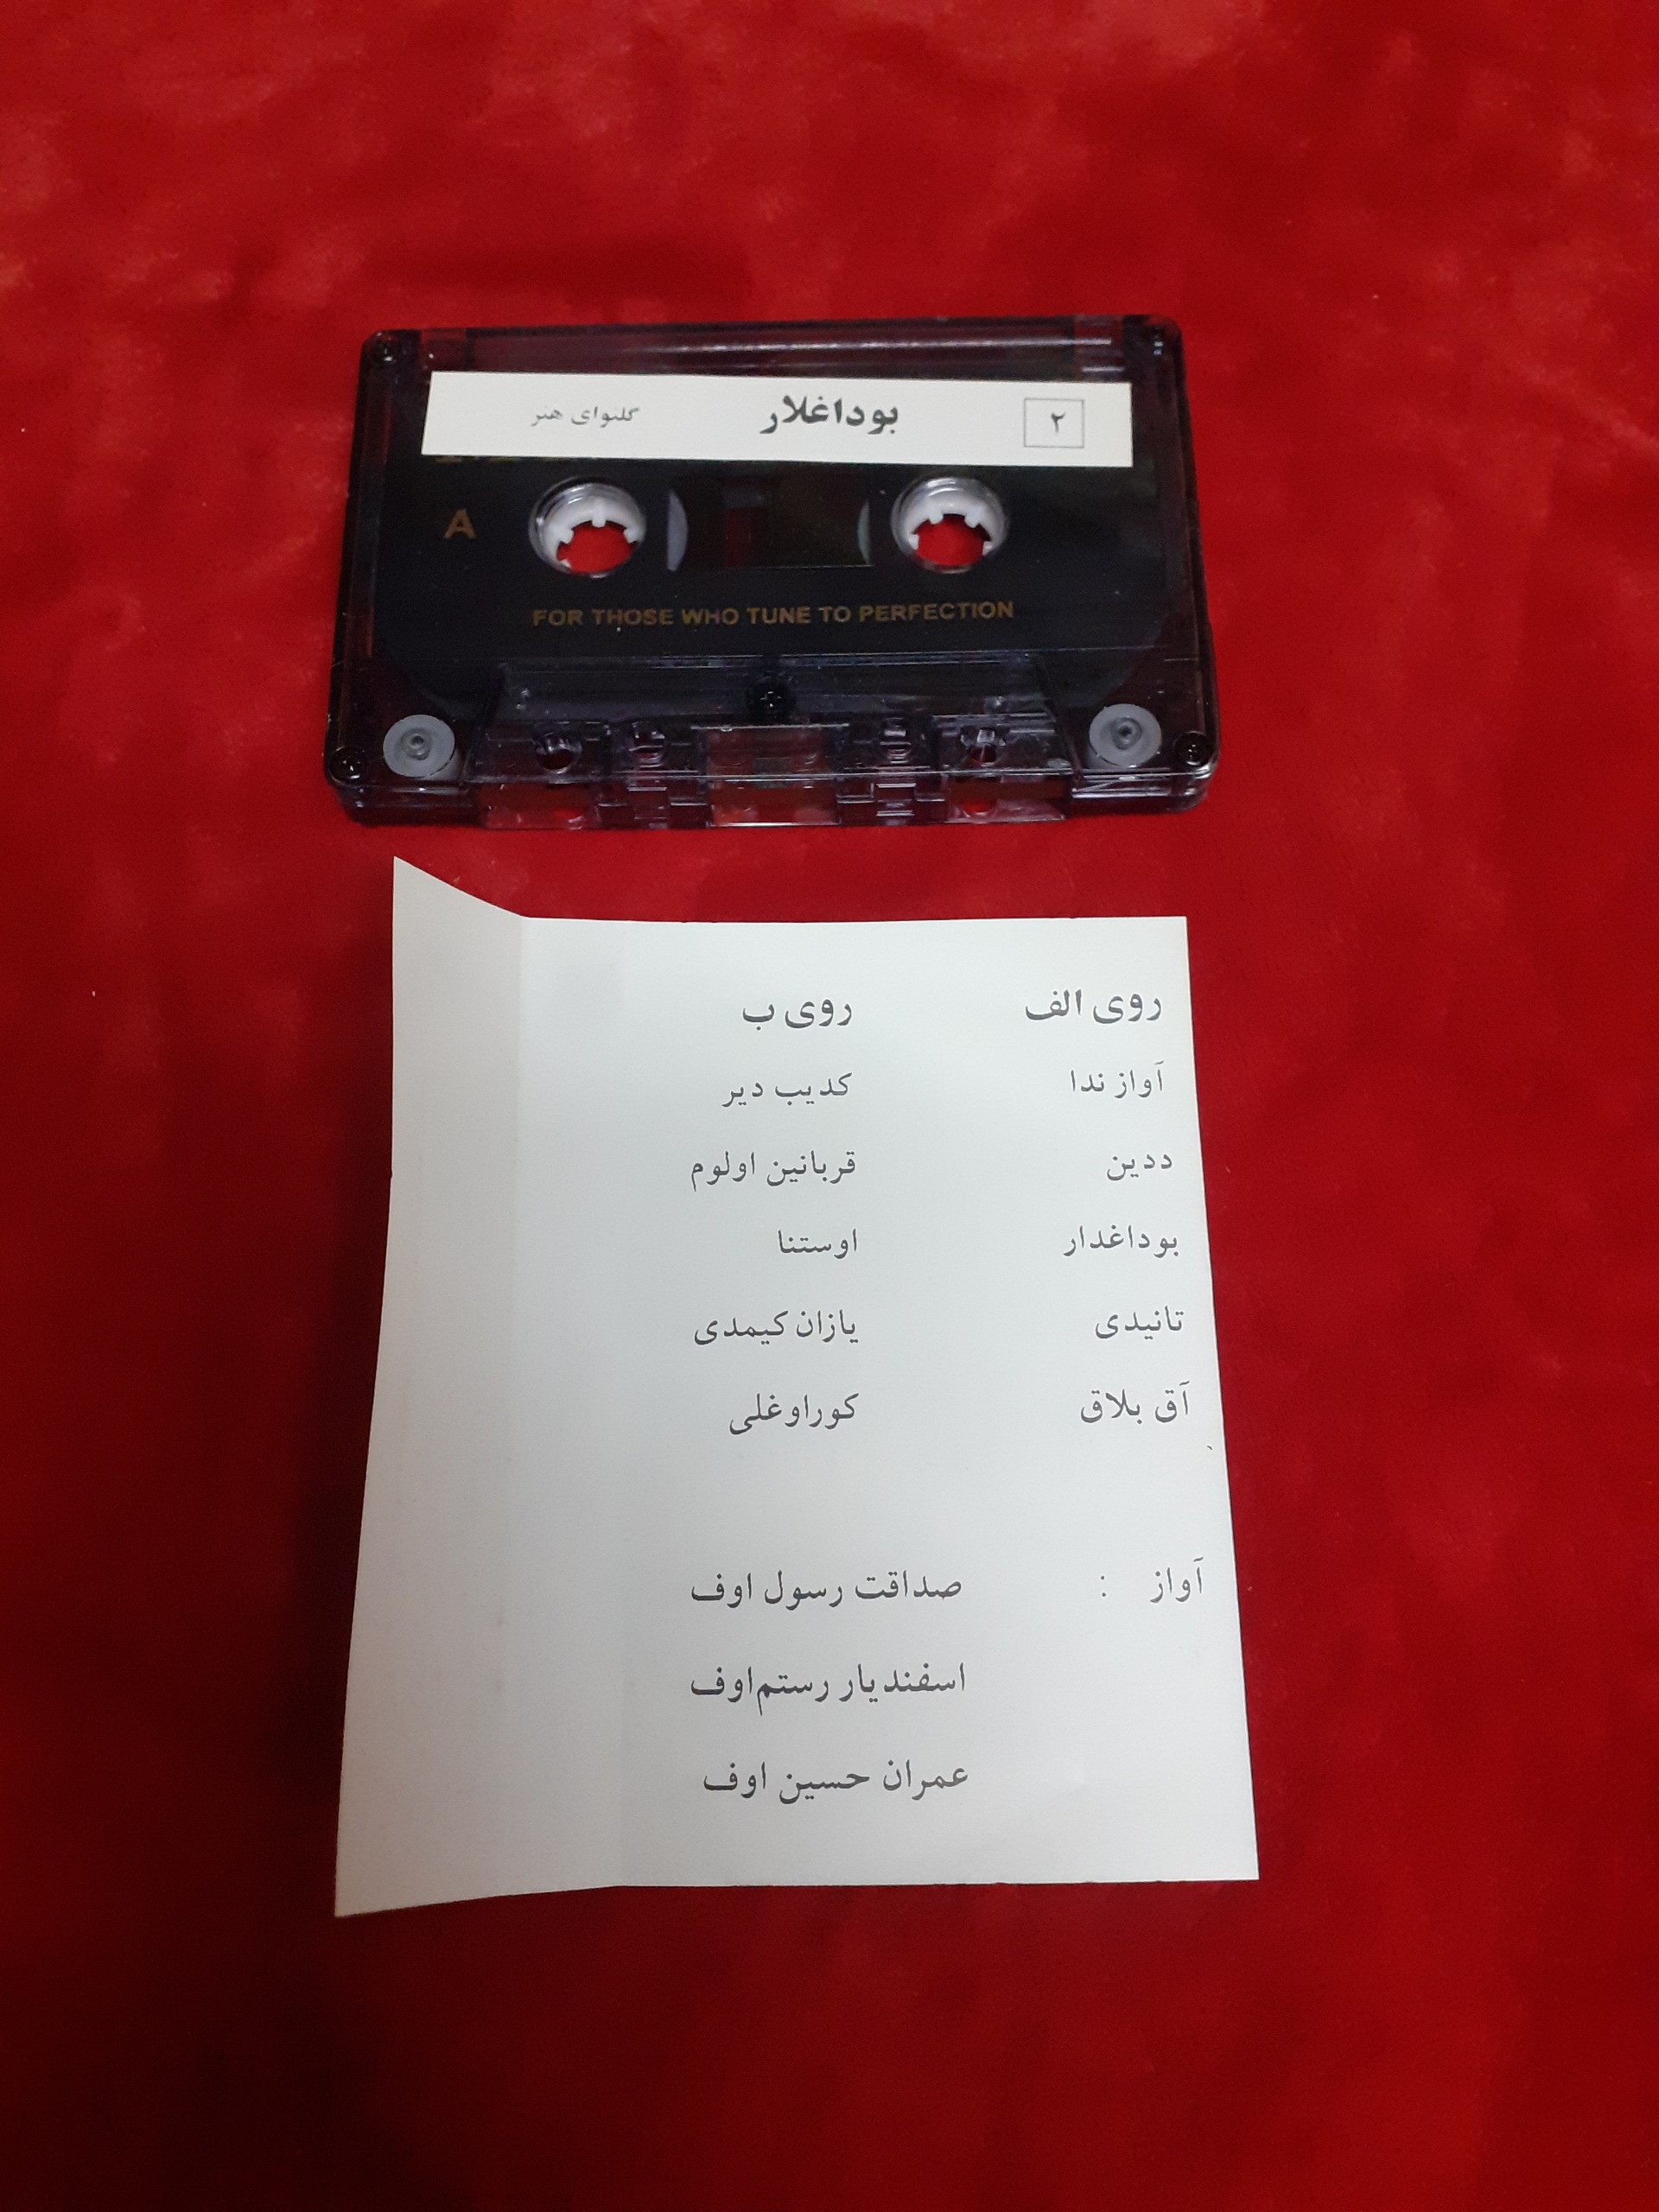 ۲ بوداغلار گلنوای هنر
A
FOR THOSE WHO TUNE TO PERFECTION
روی الف روی ب
آواز ندا کدیب دیر
ددین قربانین اولوم
بوداغدار اوستنا
تانیدی یازان کیمدی
آق بلاق کوراوغلی
آواز : صداقت رسول اوف
اسفندیار رستم‌اوف
عمران حسین اوف